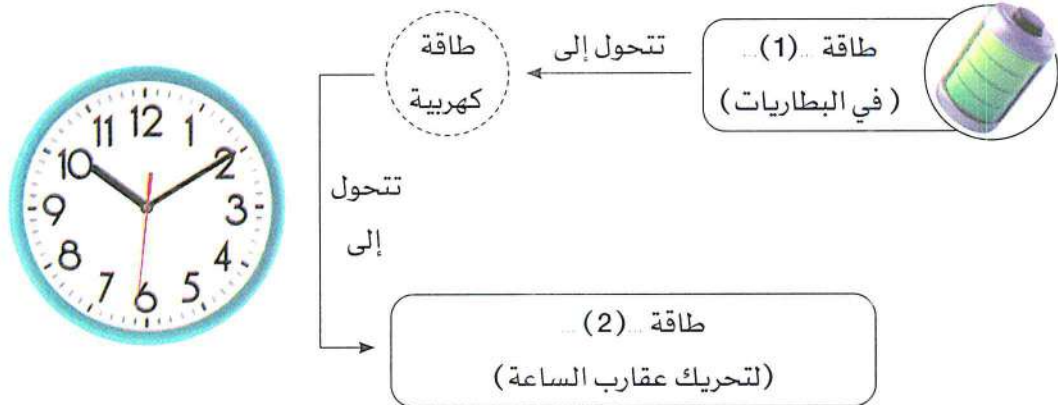 طاقة ...(1)...
(في البطاريات)
تتحول إلى
طاقة
كهربية
تتحول
إلى
طاقة ...(2)...
(لتحريك عقارب الساعة)
12
1
2
3
4
5
6
7
8
9
10
11